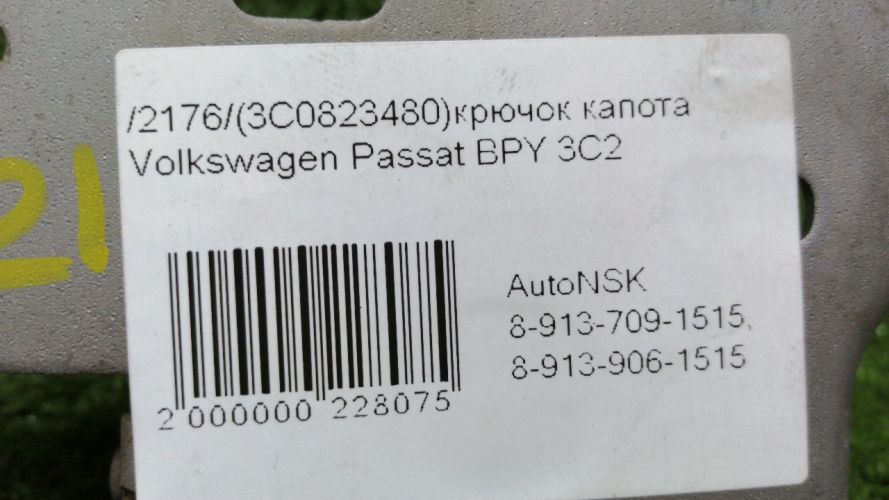 /2176/(3C0823480)крючок капота
Volkswagen Passat BPY 3C2
AutoNSK
8-913-709-1515,
8-913-906-1515
2 000000 228075
21